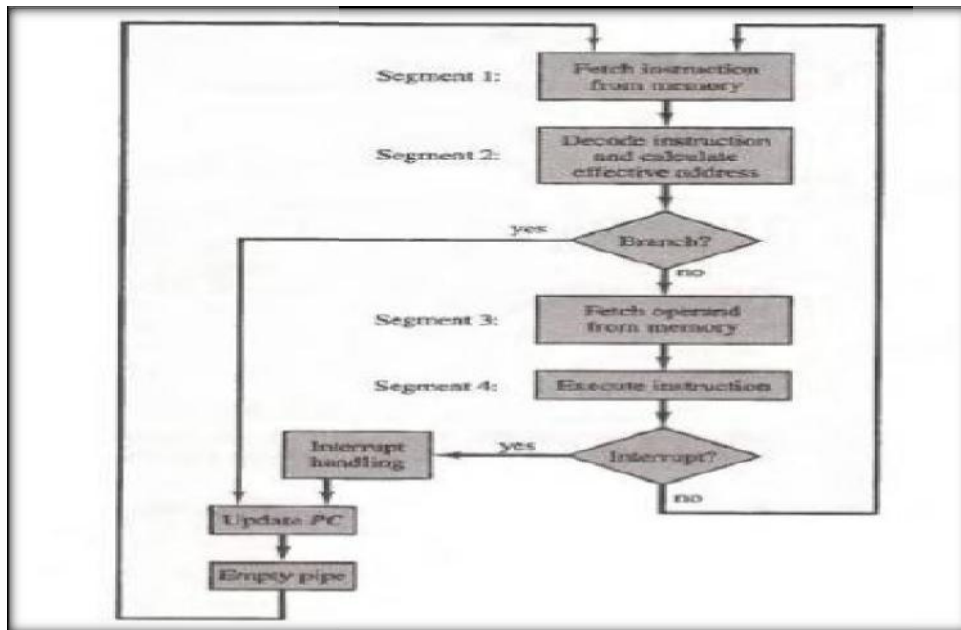 Segment 1:
Fetch instruction
from memory
Segment 2:
Decode instruction
and calculate
effective address
yes
Branch?
no
Segment 3:
Fetch operand
from memory
Segment 4:
Execute instruction
Interrupt
handling
yes
Interrupt?
no
Update PC
Empty pipe